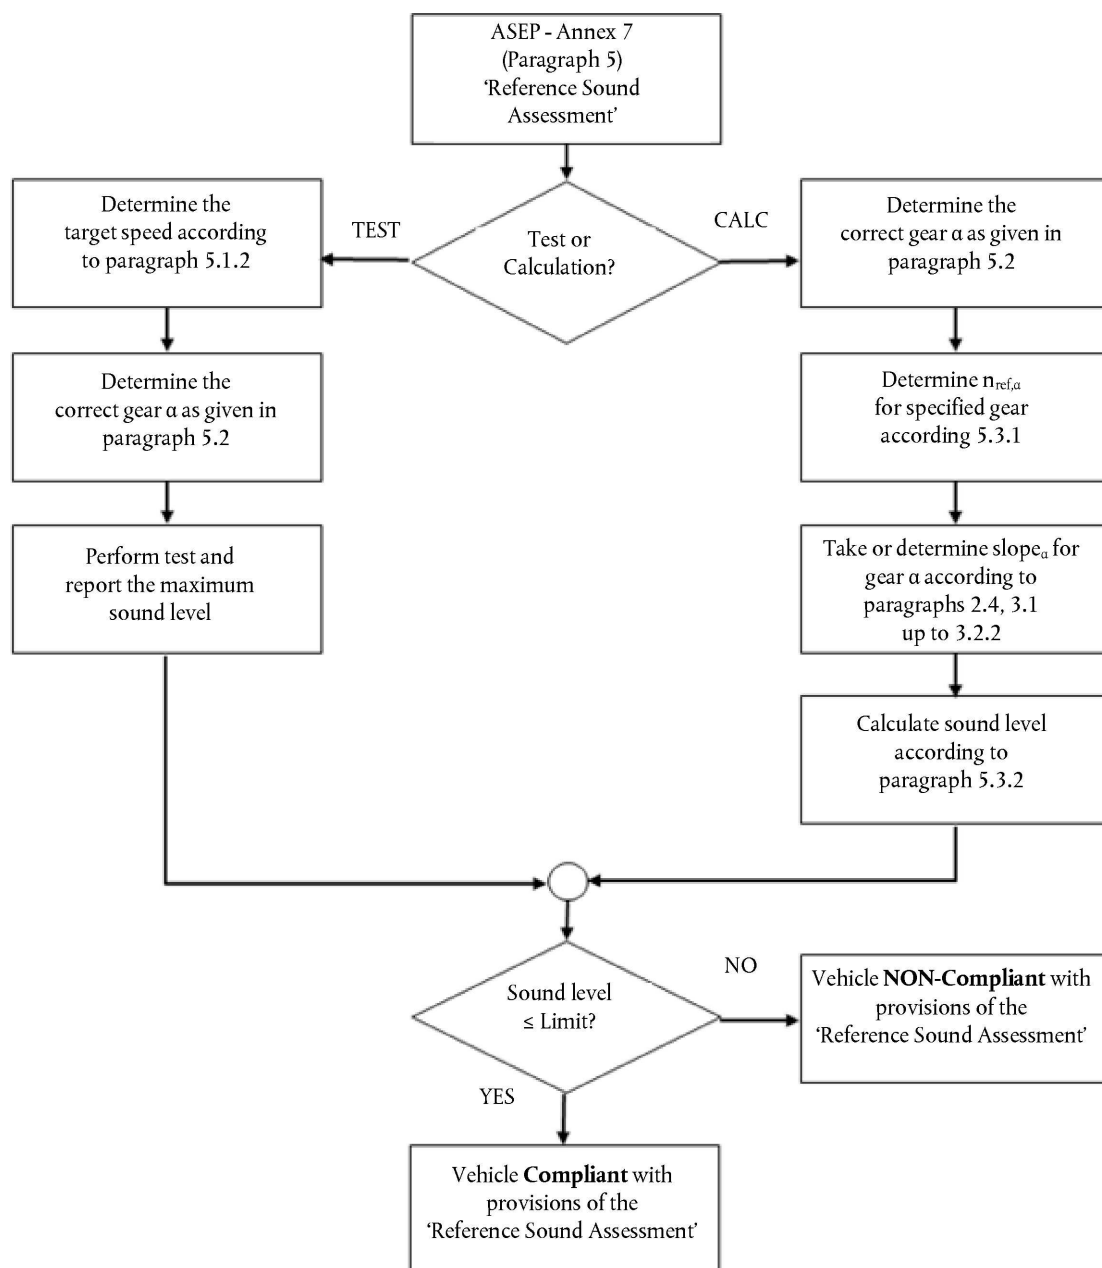 ASEP - Annex 7
(Paragraph 5)
‘Reference Sound
Assessment’
Test or
Calculation?
TEST
CALC
Determine the
target speed according
to paragraph 5.1.2
Determine the
correct gear α as given in
paragraph 5.2
Perform test and
report the maximum
sound level
Determine the
correct gear α as given in
paragraph 5.2
Determine nref,α
for specified gear
according 5.3.1
Take or determine slopeα for
gear α according to
paragraphs 2.4, 3.1
up to 3.2.2
Calculate sound level
according to
paragraph 5.3.2
Sound level
≤ Limit?
NO
Vehicle NON-Compliant with
provisions of the
‘Reference Sound Assessment’
YES
Vehicle Compliant with
provisions of the
‘Reference Sound Assessment’